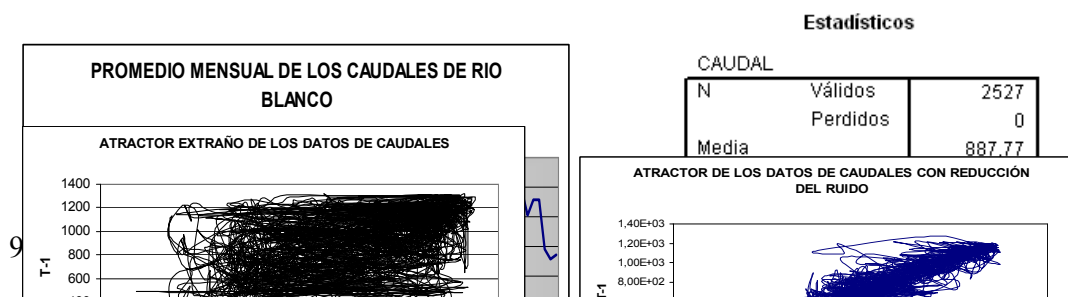 Estadísticos
PROMEDIO MENSUAL DE LOS CAUDALES DE RIO
BLANCO
CAUDAL
N Válidos 2527
Perdidos 0
Media 887,77
ATRACTOR EXTRAÑO DE LOS DATOS DE CAUDALES
1400
1200
1000
800
600
T-1
9
ATRACTOR DE LOS DATOS DE CAUDALES CON REDUCCIÓN
DEL RUIDO
1,40E+03
1,20E+03
1,00E+03
8,00E+02
T-1